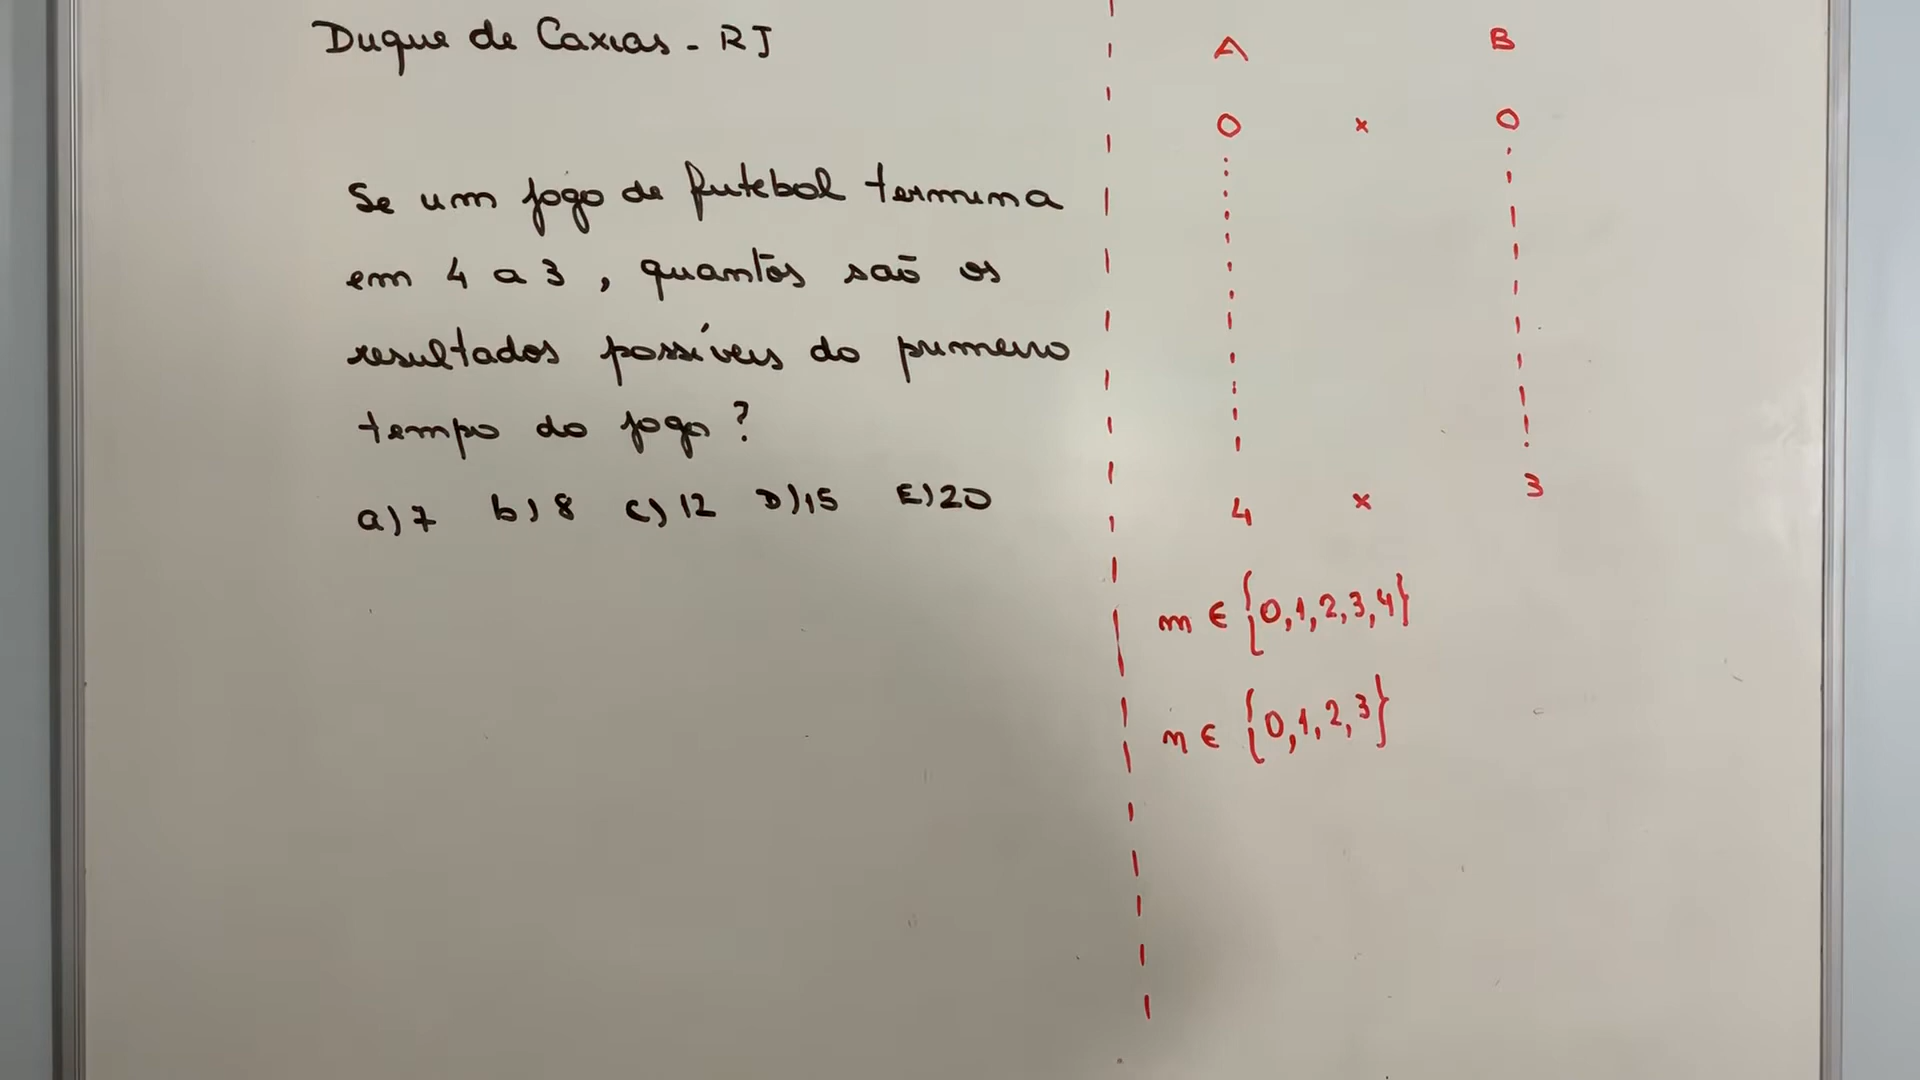 Duque de Caxias - RJ
Se um jogo de futebol termina
em 4 a 3, quantos são os
resultados possíveis do primeiro
tempo do jogo?
a) 7 b) 8 c) 12 D) 15 E) 20
A B
0 x 0
4 x 3
m ∈ {0,1,2,3,4}
n ∈ {0,1,2,3}